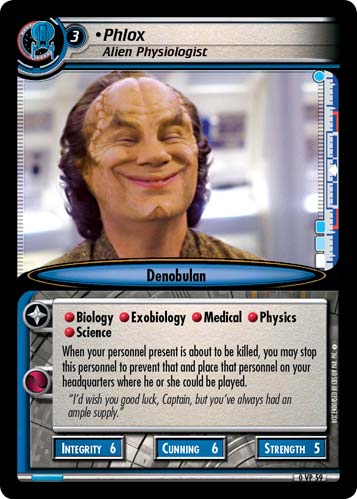 3
•Phlox
Alien Physiologist
Denobulan
Biology Exobiology Medical Physics
Science
When your personnel present is about to be killed, you may stop
this personnel to prevent that and place that personnel on your
headquarters where he or she could be played.
"I'd wish you good luck, Captain, but you've always had an
ample supply."
INTEGRITY 6 CUNNING 6 STRENGTH 5
0 VP 59